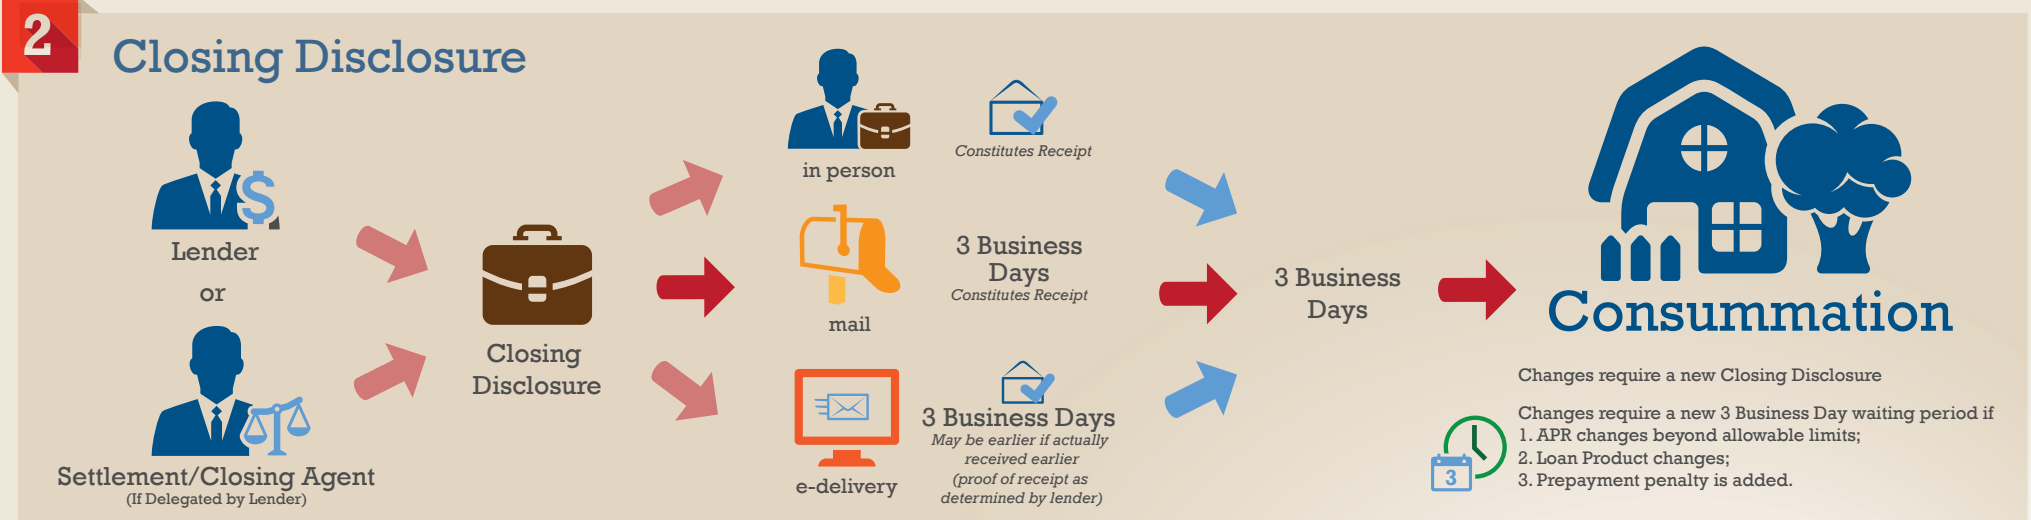 2
Closing Disclosure
Lender
or
Settlement/Closing Agent
(If Delegated by Lender)
$
Closing
Disclosure
in person
Constitutes Receipt
mail
3 Business
Days
Constitutes Receipt
e-delivery
3 Business Days
May be earlier if actually
received earlier
(proof of receipt as
determined by lender)
3 Business
Days
Consummation
Changes require a new Closing Disclosure
Changes require a new 3 Business Day waiting period if
1. APR changes beyond allowable limits;
2. Loan Product changes;
3. Prepayment penalty is added.
3